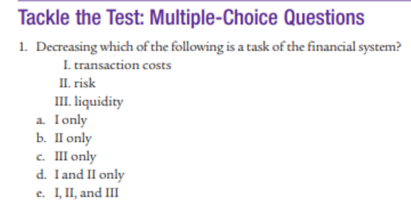 Tackle the Test: Multiple-Choice Questions
1. Decreasing which of the following is a task of the financial system?
I. transaction costs
II. risk
III. liquidity
a. I only
b. II only
c. III only
d. I and II only
e. I, II, and III